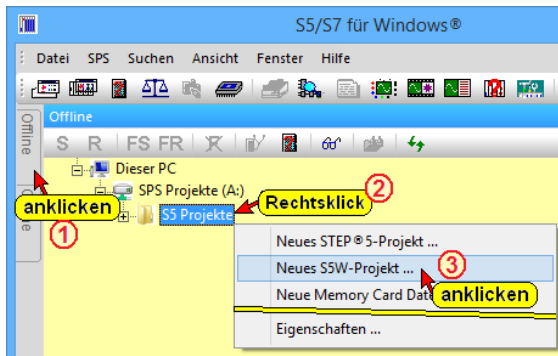 S5/S7 für Windows®
Datei SPS Suchen Ansicht Fenster Hilfe
Offline
Offline
S R FS FR
Dieser PC
SPS Projekte (A:)
anklicken
1
S5 Projekte
Rechtsklick
2
Neues STEP®5-Projekt ...
Neues S5W-Projekt ...
3
Neue Memory Card Date
anklicken
Eigenschaften ...